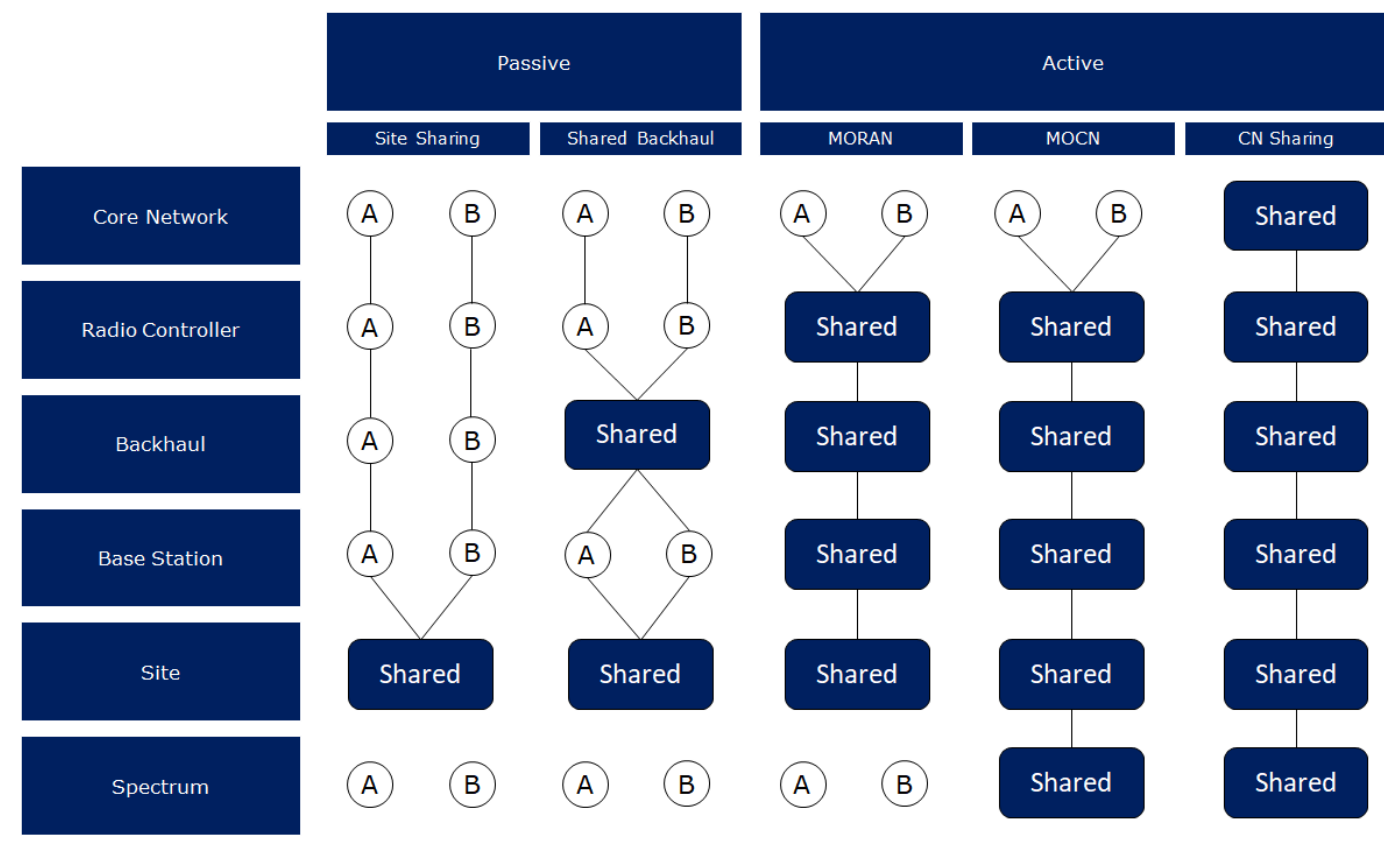 Passive Active
Site Sharing Shared Backhaul MORAN MOCN CN Sharing
Core Network A B A B A B A B Shared
Radio Controller A B A B Shared Shared Shared
Backhaul A B Shared Shared Shared Shared
Base Station A B A B Shared Shared Shared
Site Shared Shared Shared Shared Shared
Spectrum A B A B A B Shared Shared